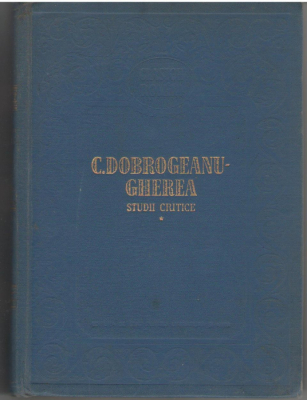 C. DOBROGEANU-
GHEREA
STUDII CRITICE
*